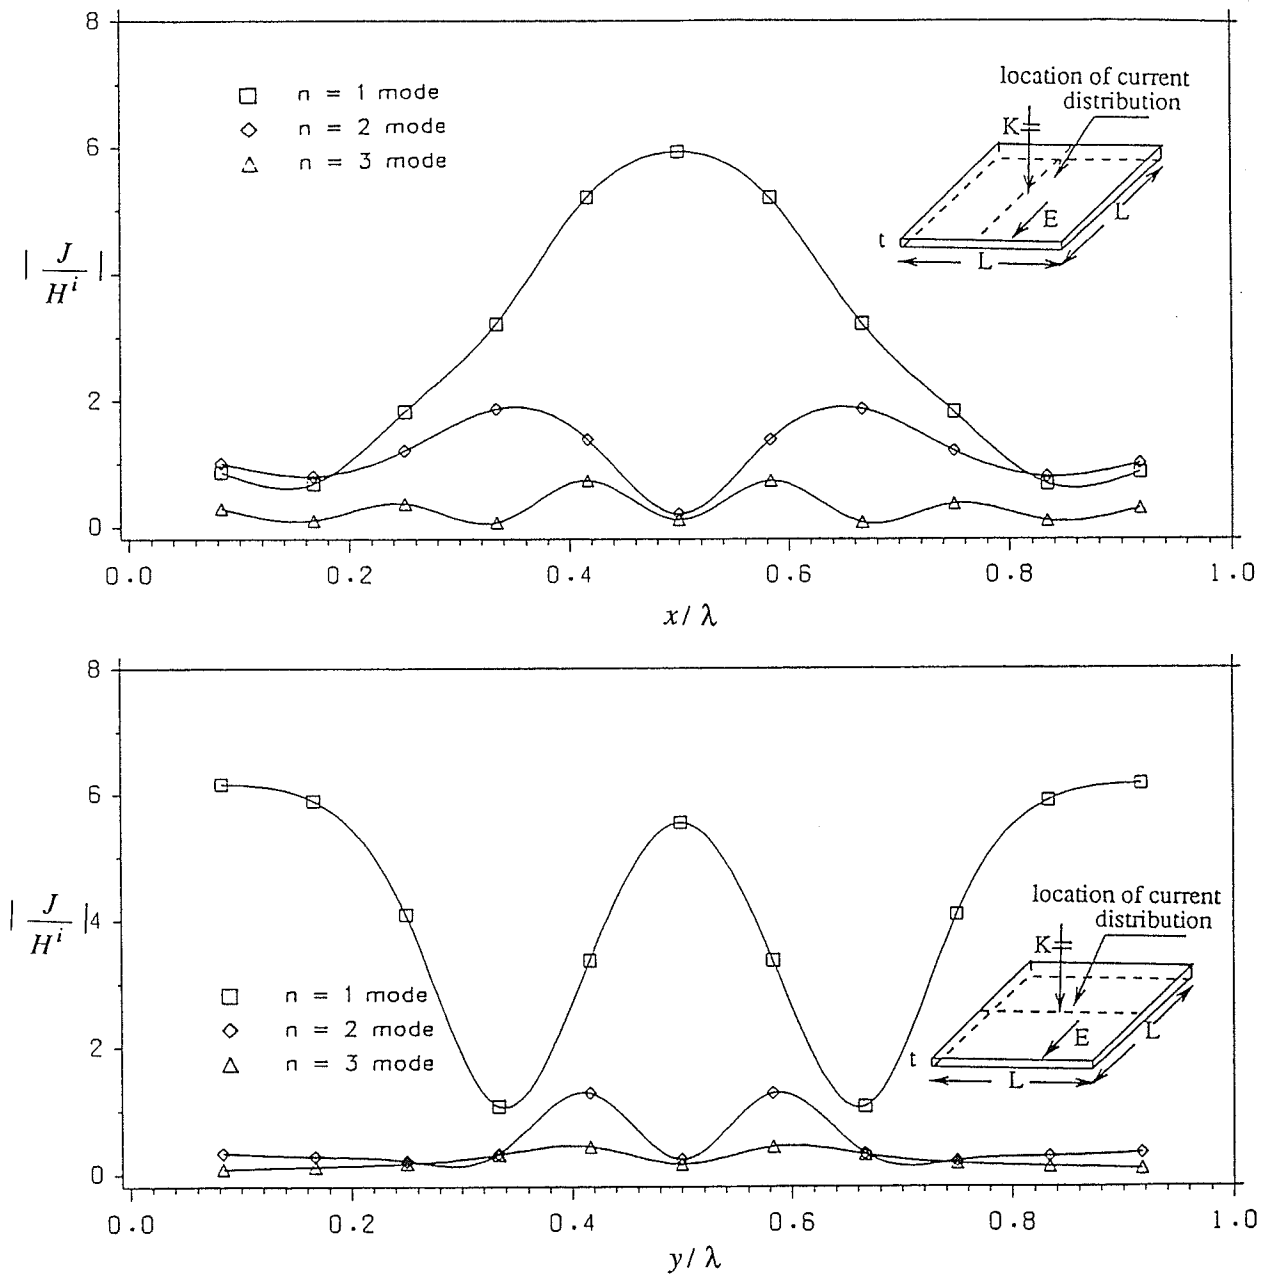 8
n = 1 mode
n = 2 mode
n = 3 mode
location of current
distribution
K
E
L
t
L
6
| J / H^i |
2
0
0.0 0.2 0.4 0.6 0.8 1.0
x/ λ
8
6
location of current
distribution
K
E
L
t
L
| J / H^i | 4
n = 1 mode
n = 2 mode
n = 3 mode
2
0
0.0 0.2 0.4 0.6 0.8 1.0
y/ λ